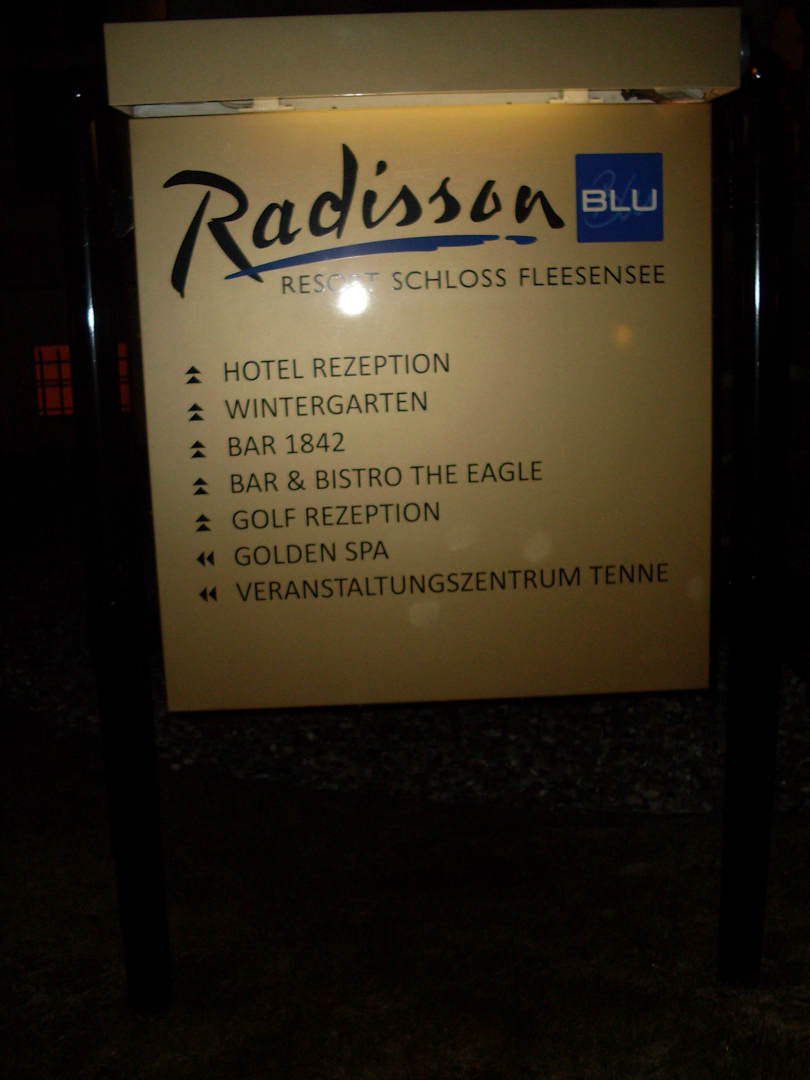 Radisson BLU
RESORT SCHLOSS FLEESENSEE
HOTEL REZEPTION
WINTERGARTEN
BAR 1842
BAR & BISTRO THE EAGLE
GOLF REZEPTION
GOLDEN SPA
VERANSTALTUNGSZENTRUM TENNE